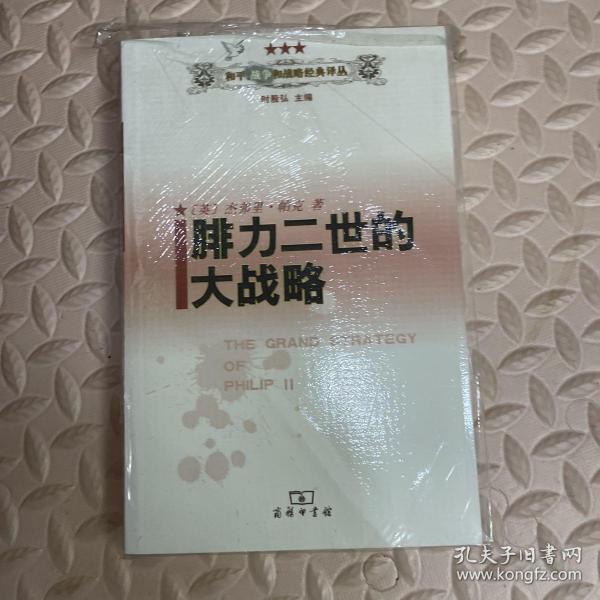 和平 战争和战略经典译丛
时殷弘 主编
〔英〕杰弗里·帕克 著
腓力二世的
大战略
THE GRAND STRATEGY
OF
PHILIP II
商务印书馆
孔夫子旧书网
www.kongfz.com